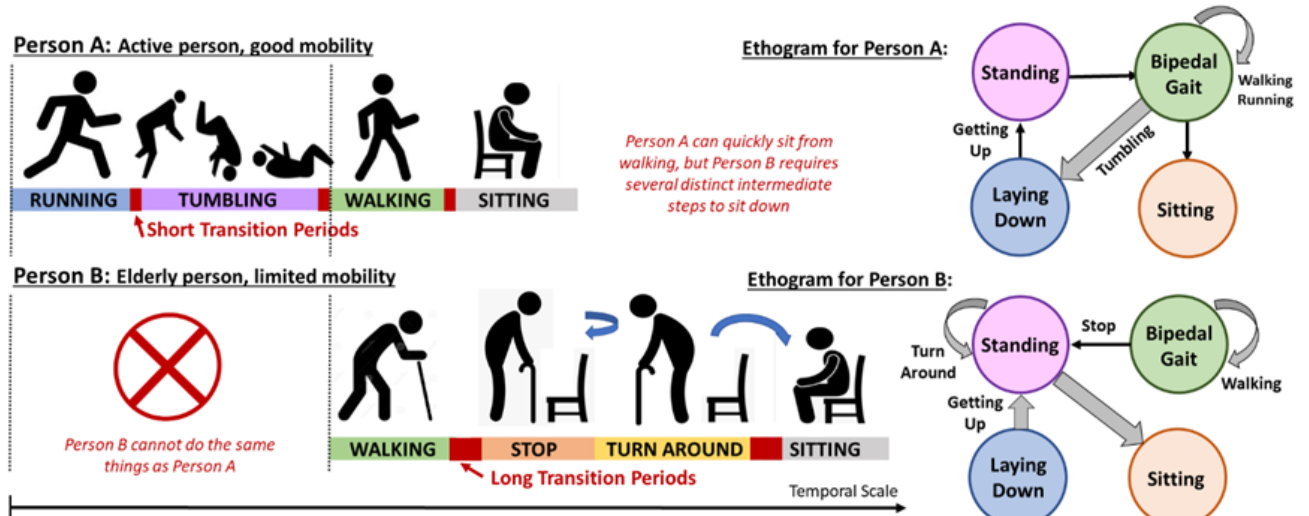 Person A: Active person, good mobility
RUNNING
TUMBLING
WALKING
SITTING
Short Transition Periods
Person A can quickly sit from
walking, but Person B requires
several distinct intermediate
steps to sit down
Ethogram for Person A:
Standing
Bipedal
Gait
Walking
Running
Getting
Up
Tumbling
Laying
Down
Sitting
Person B: Elderly person, limited mobility
Person B cannot do the same
things as Person A
WALKING
STOP
TURN AROUND
SITTING
Long Transition Periods
Temporal Scale
Ethogram for Person B:
Standing
Stop
Bipedal
Gait
Turn
Around
Walking
Getting
Up
Laying
Down
Sitting